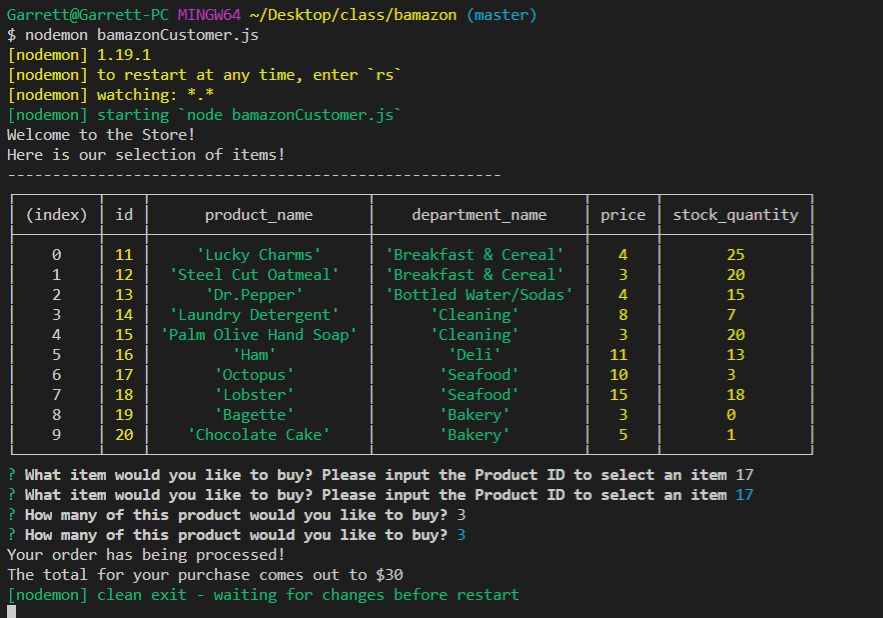 Garrett@Garrett-PC MINGW64 ~/Desktop/class/bamazon (master)
$ nodemon bamazonCustomer.js
[nodemon] 1.19.1
[nodemon] to restart at any time, enter `rs`
[nodemon] watching: *.*
[nodemon] starting `node bamazonCustomer.js`
Welcome to the Store!
Here is our selection of items!
-------------------------------------------------------
(index) id product_name department_name price stock_quantity
0 11 'Lucky Charms' 'Breakfast & Cereal' 4 25
1 12 'Steel Cut Oatmeal' 'Breakfast & Cereal' 3 20
2 13 'Dr.Pepper' 'Bottled Water/Sodas' 4 15
3 14 'Laundry Detergent' 'Cleaning' 8 7
4 15 'Palm Olive Hand Soap' 'Cleaning' 3 20
5 16 'Ham' 'Deli' 11 13
6 17 'Octopus' 'Seafood' 10 3
7 18 'Lobster' 'Seafood' 15 18
8 19 'Bagette' 'Bakery' 3 0
9 20 'Chocolate Cake' 'Bakery' 5 1
? What item would you like to buy? Please input the Product ID to select an item 17
? What item would you like to buy? Please input the Product ID to select an item 17
? How many of this product would you like to buy? 3
? How many of this product would you like to buy? 3
Your order has being processed!
The total for your purchase comes out to $30
[nodemon] clean exit - waiting for changes before restart